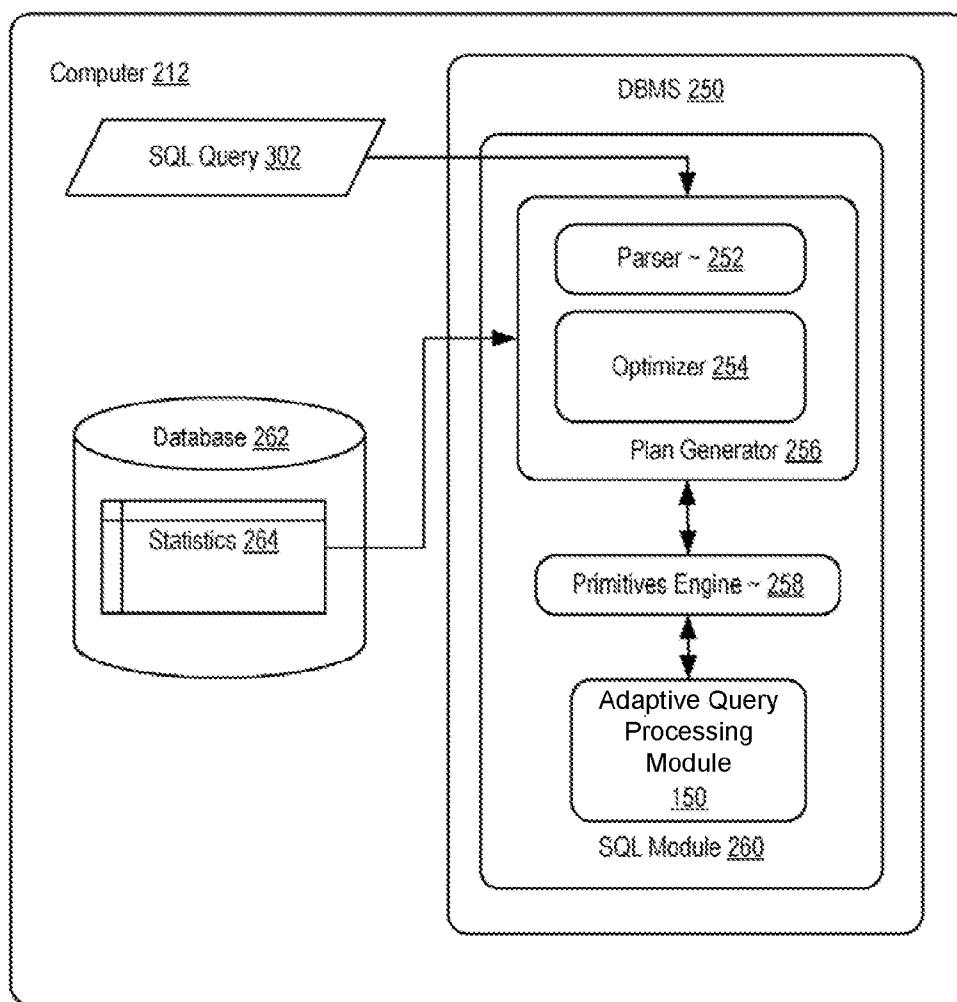 Computer 212
DBMS 250
SQL Query 302
Parser ~ 252
Optimizer 254
Plan Generator 256
Database 262
Statistics 264
Primitives Engine ~ 258
Adaptive Query
Processing
Module
150
SQL Module 260